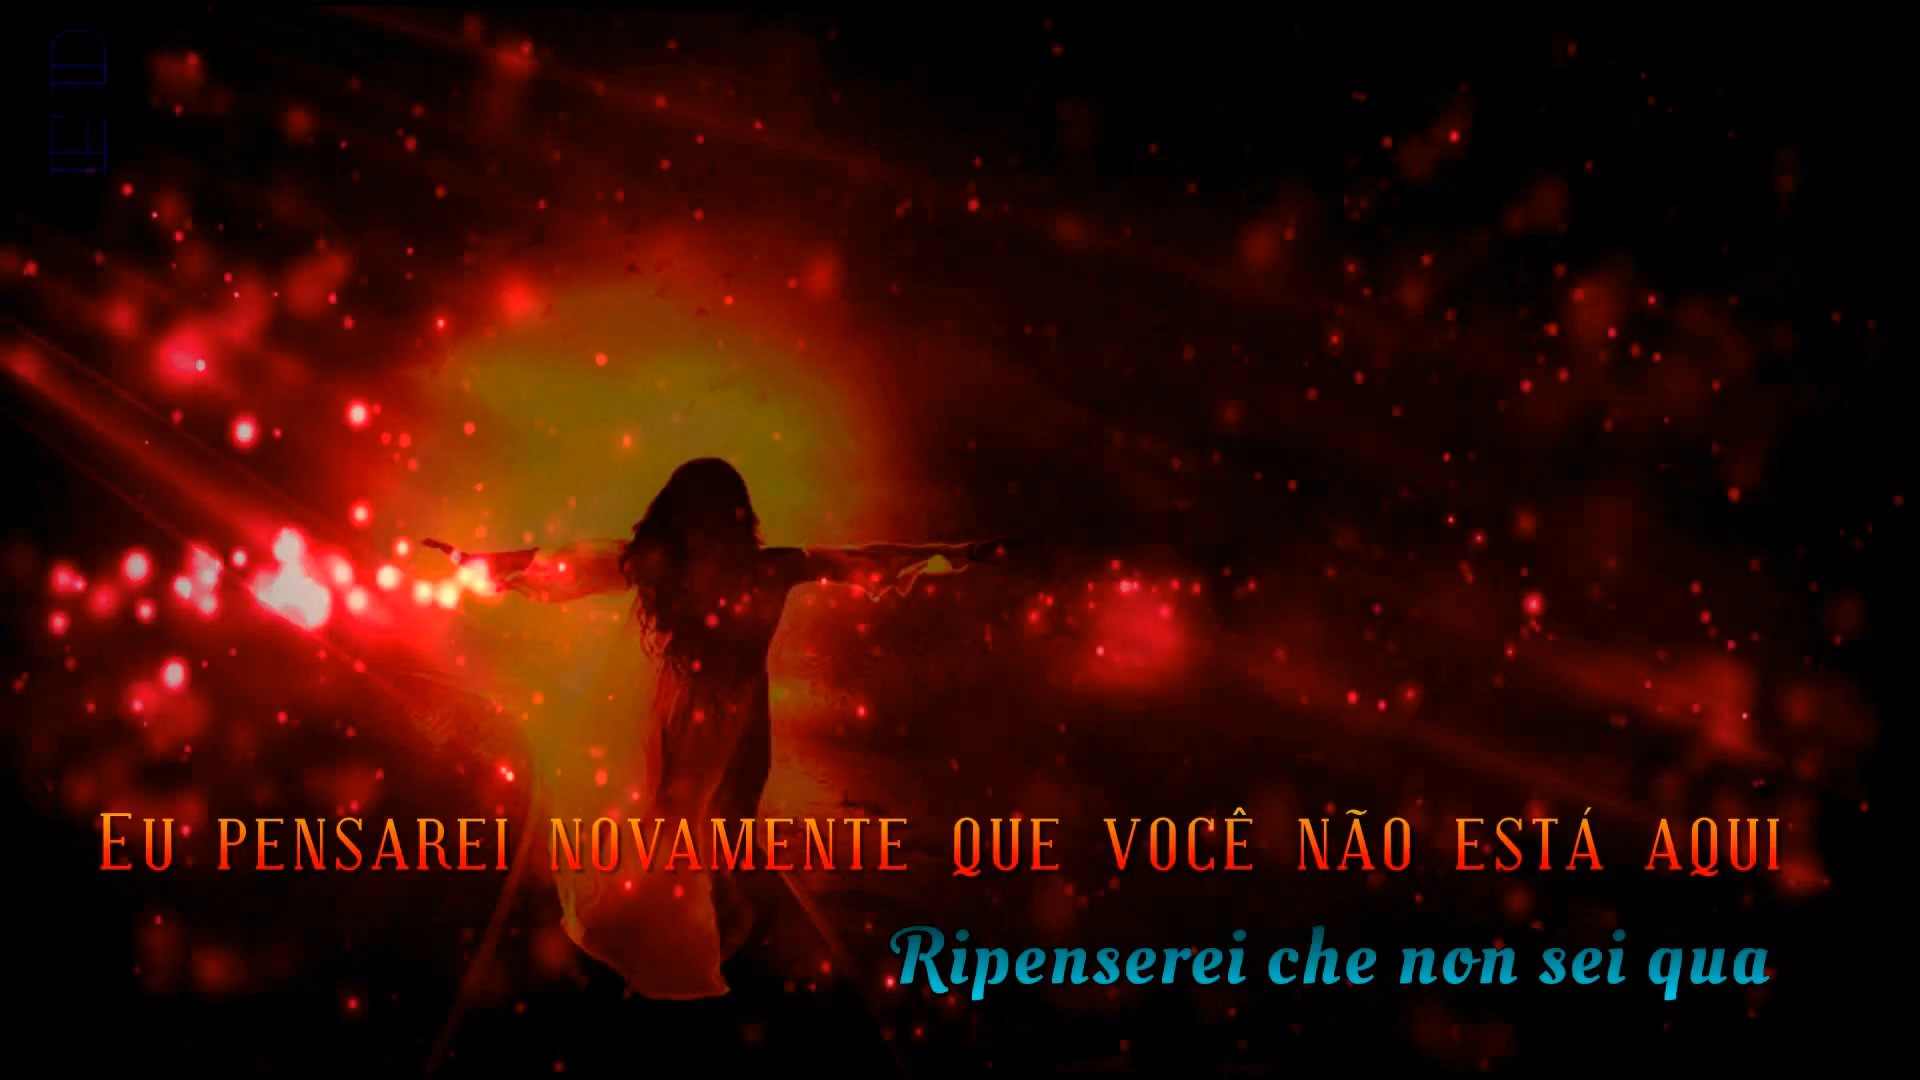 Eu pensarei novamente que você não está aqui
Ripenserei che non sei qua